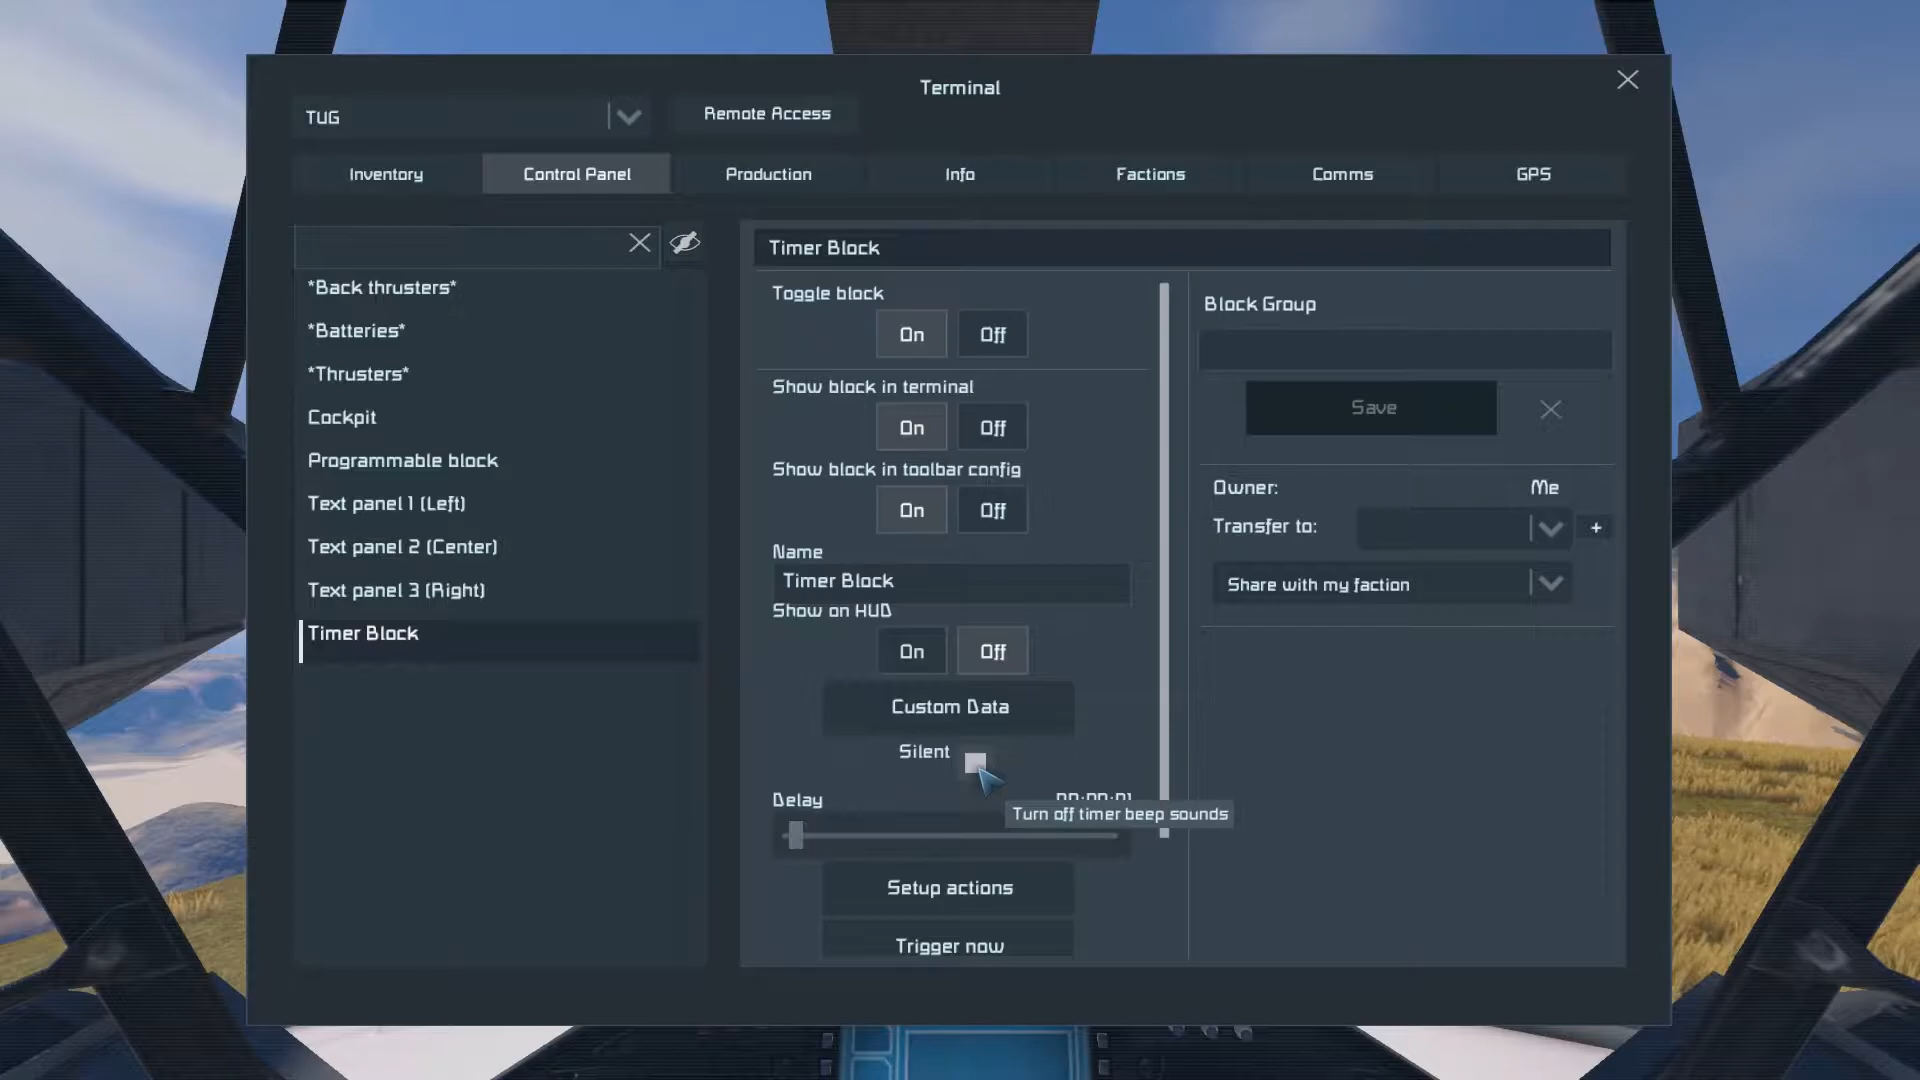 Terminal
TUG
Remote Access
Inventory
Control Panel
Production
Info
Factions
Comms
GPS
*Back thrusters*
*Batteries*
*Thrusters*
Cockpit
Programmable block
Text panel 1 (Left)
Text panel 2 (Center)
Text panel 3 (Right)
Timer Block
Timer Block
Toggle block
On
Off
Show block in terminal
On
Off
Show block in toolbar config
On
Off
Name
Timer Block
Show on HUD
On
Off
Custom Data
Silent
Delay
Turn off timer beep sounds
Setup actions
Trigger now
Block Group
Save
Owner:
Me
Transfer to:
+
Share with my faction